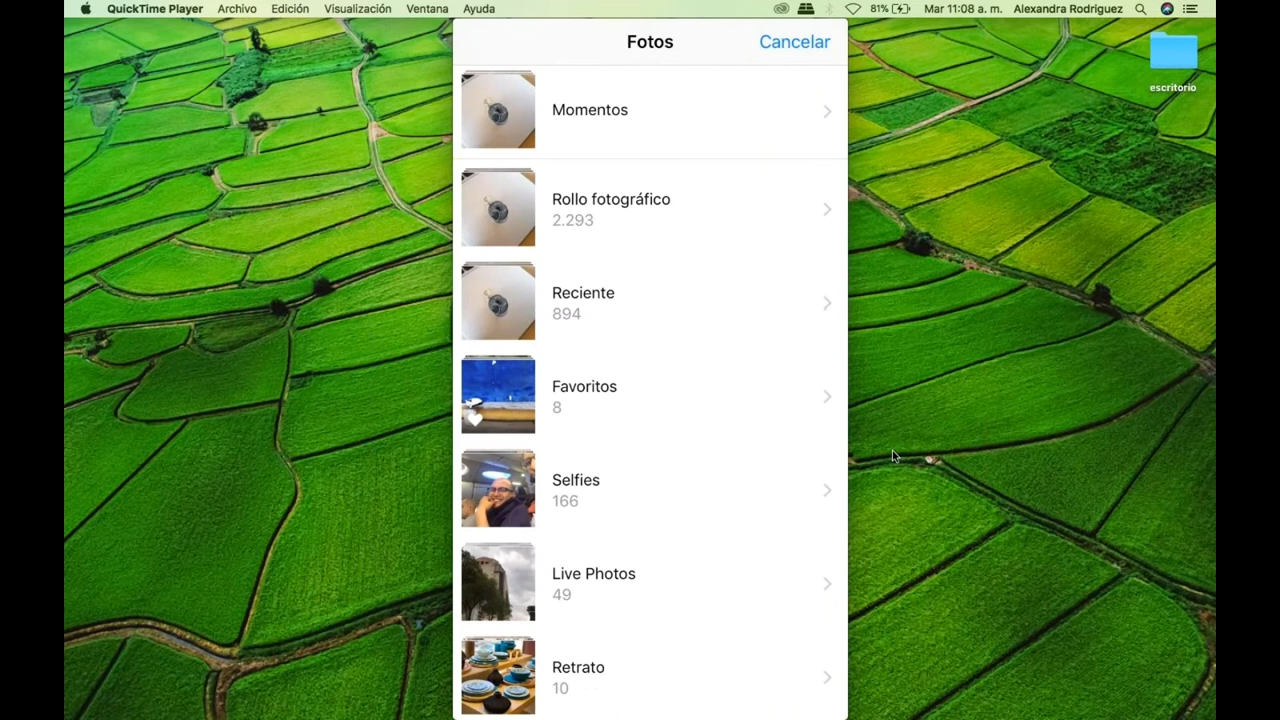 QuickTime Player Archivo Edición Visualización Ventana Ayuda 81% Mar 11:08 a. m. Alexandra Rodriguez
Fotos Cancelar
escritorio
Momentos
Rollo fotográfico
2.293
Reciente
894
Favoritos
8
Selfies
166
Live Photos
49
Retrato
10